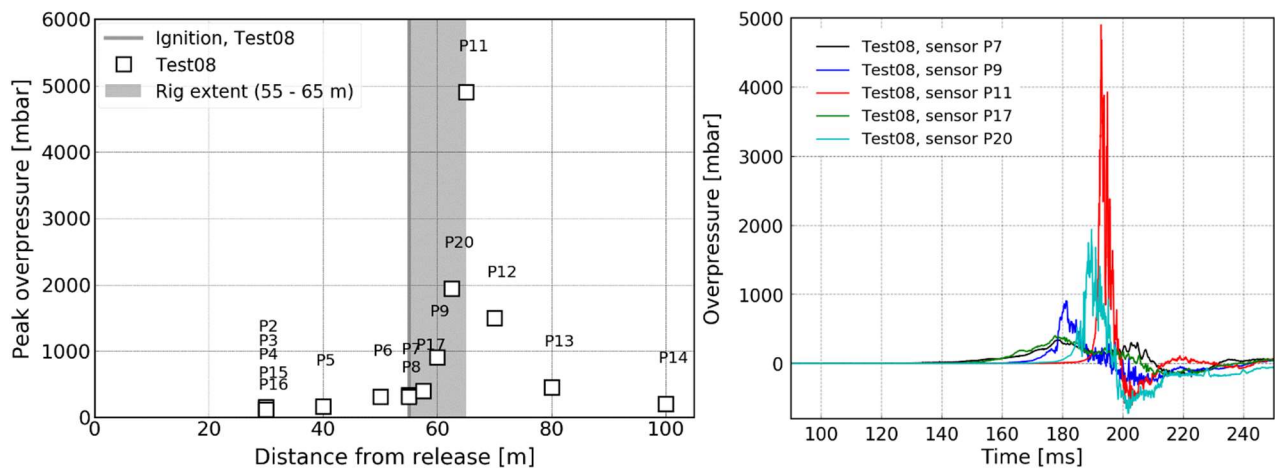 6000
5000
4000
3000
2000
1000
0
Peak overpressure [mbar]
Ignition, Test08
Test08
Rig extent (55 - 65 m)
P11
P20
P12
P9
P2
P3
P4
P15
P16
P5
P6
P7
P17
P8
P13
P14
0
20
40
60
80
100
Distance from release [m]
5000
4000
3000
2000
1000
0
Overpressure [mbar]
Test08, sensor P7
Test08, sensor P9
Test08, sensor P11
Test08, sensor P17
Test08, sensor P20
100
120
140
160
180
200
220
240
Time [ms]